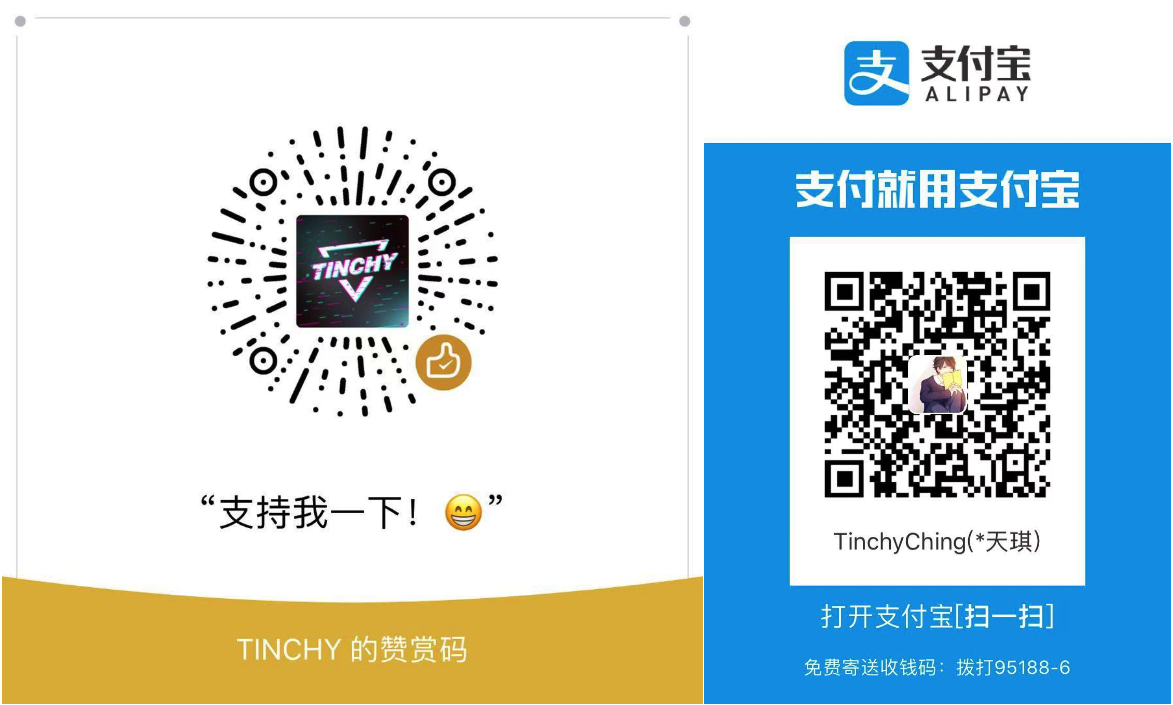 TINCHY
“支持我一下！😁”
TINCHY 的赞赏码
支 支付宝
ALIPAY
支付就用支付宝
TinchyChing(*天琪)
打开支付宝[扫一扫]
免费寄送收钱码：拨打95188-6